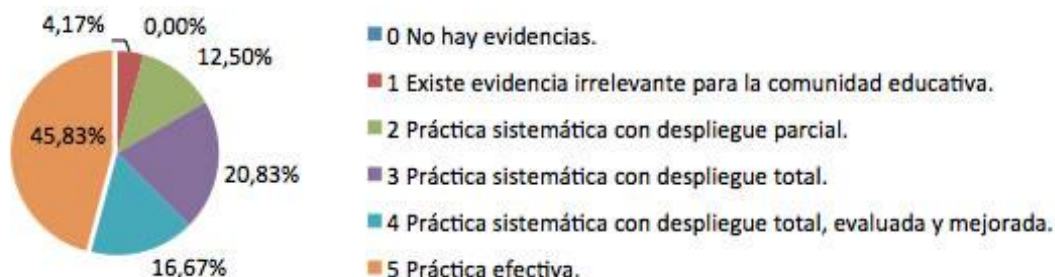 4,17%
0,00%
12,50%
45,83%
20,83%
16,67%
0 No hay evidencias.
1 Existe evidencia irrelevante para la comunidad educativa.
2 Práctica sistemática con despliegue parcial.
3 Práctica sistemática con despliegue total.
4 Práctica sistemática con despliegue total, evaluada y mejorada.
5 Práctica efectiva.